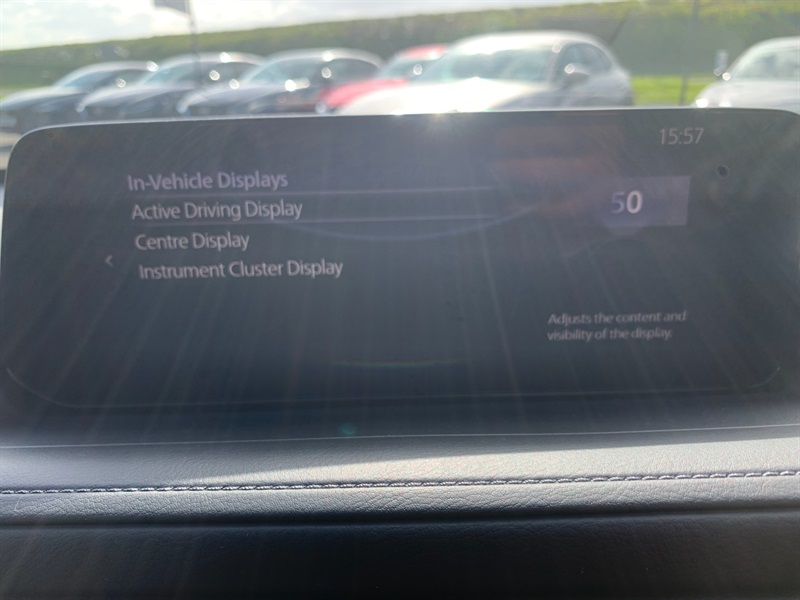 15:57
In-Vehicle Displays
Active Driving Display
50
Centre Display
Instrument Cluster Display
Adjusts the content and
visibility of the display.